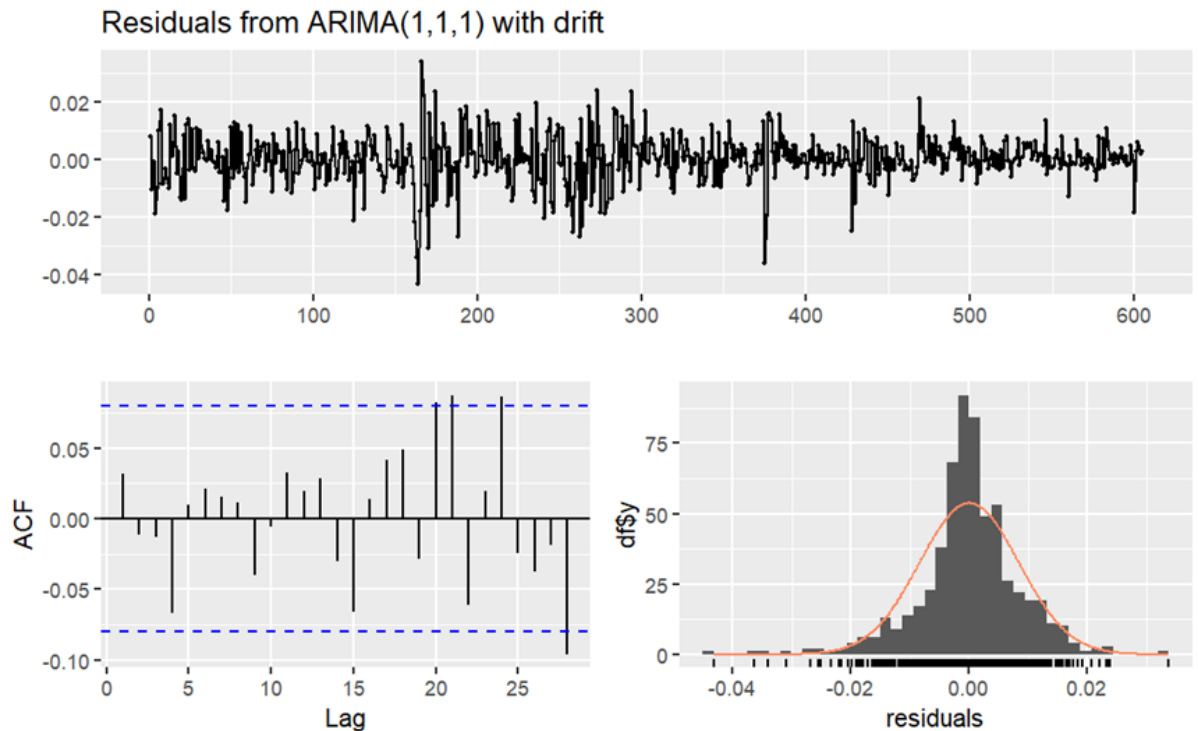 Residuals from ARIMA(1,1,1) with drift
0.02
0.00
-0.02
-0.04
0 100 200 300 400 500 600
0.05
0.00
-0.05
-0.10
ACF
0 5 10 15 20 25
Lag
75
50
25
0
df$y
-0.04 -0.02 0.00 0.02
residuals